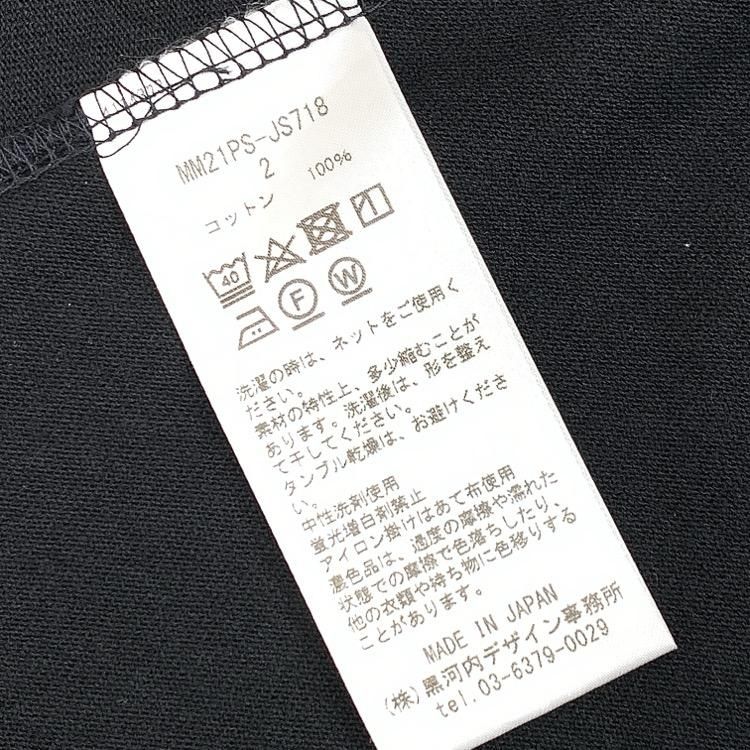 MM21PS-JS718
2
コットン 100%
40
F W
洗濯の時は、ネットをご使用く
ださい。
素材の特性上、多少縮むことが
あります。洗濯後は、形を整え
て干してください。
タンブル乾燥は、お避けくださ
い。
中性洗剤使用
蛍光増白剤禁止
アイロン掛けはあて布使用
濃色品は、過度の摩擦や濡れた
状態での摩擦で色落ちしたり、
他の衣類や持ち物に色移りする
ことがあります。
MADE IN JAPAN
(株)黒河内デザイン事務所
tel.03-6379-0029